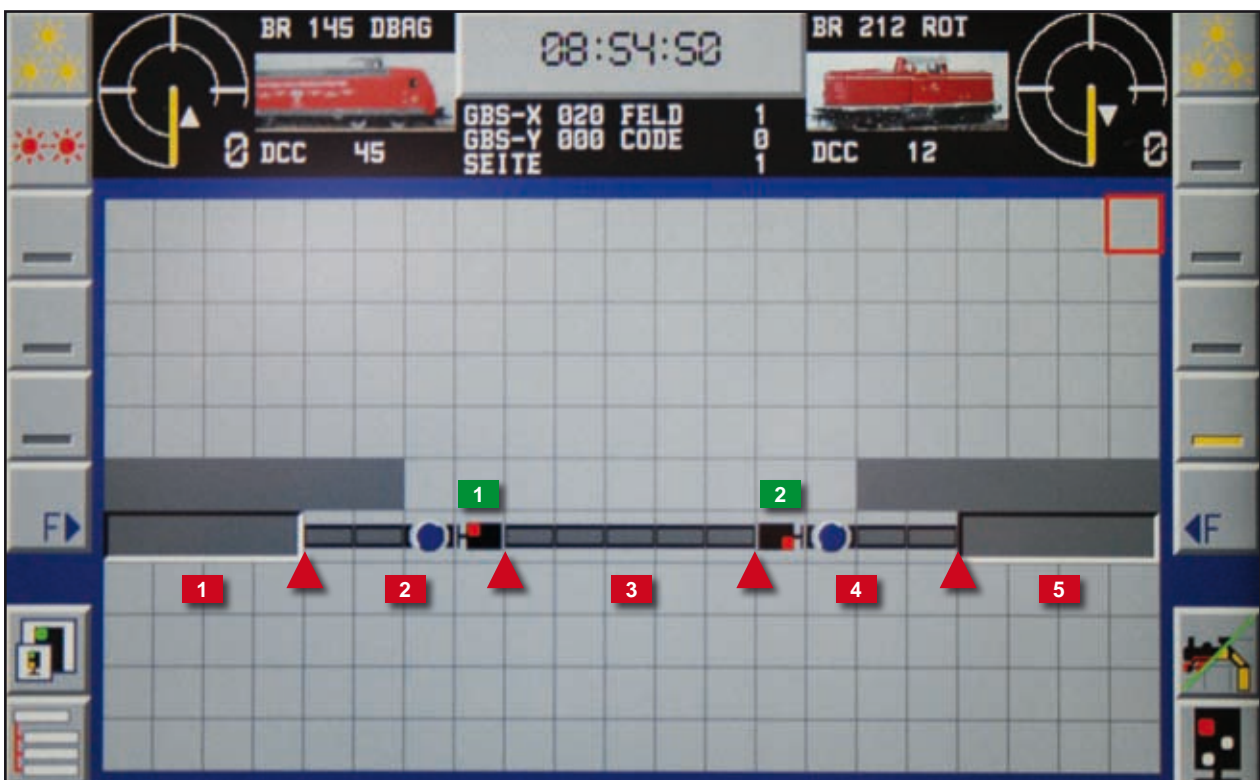 BR 145 DBAG
08:54:50
BR 212 ROT
GBS-X 020 FELD 1
GBS-Y 000 CODE 0
SEITE 1
0 DCC 45
DCC 12 0
1 2
F
F
1 2 3 4 5